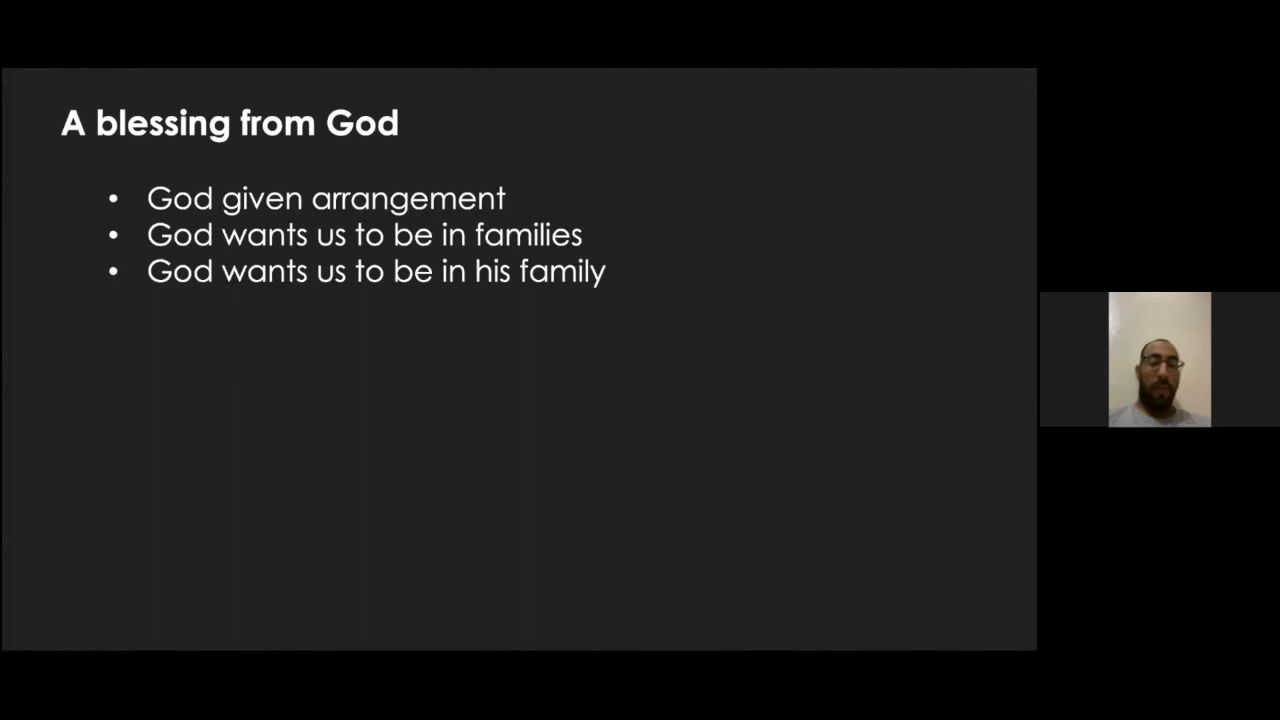 A blessing from God
• God given arrangement
• God wants us to be in families
• God wants us to be in his family